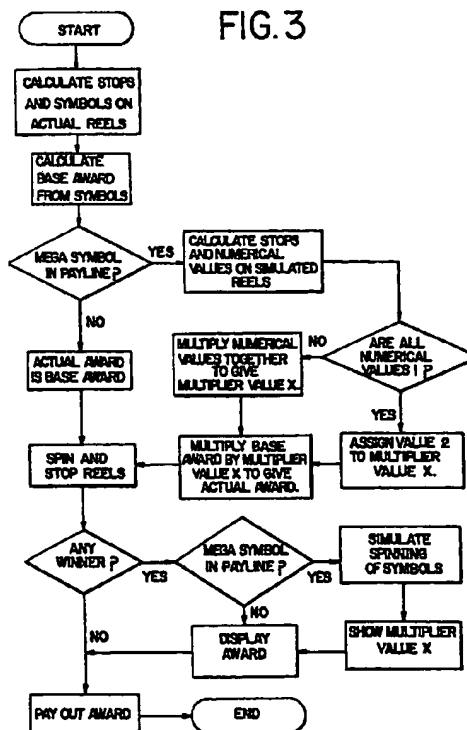 FIG. 3
START
CALCULATE STOPS
AND SYMBOLS ON
ACTUAL REELS
CALCULATE
BASE AWARD
FROM SYMBOLS
MEGA SYMBOL
IN PAYLINE?
YES
CALCULATE STOPS
AND NUMERICAL
VALUES ON SIMULATED
REELS
NO
ARE ALL
NUMERICAL
VALUES 1?
NO
MULTIPLY NUMERICAL
VALUES TOGETHER
TO GIVE
MULTIPLIER VALUE X.
YES
ACTUAL AWARD
IS BASE AWARD
ASSIGN VALUE 2
TO MULTIPLIER
VALUE X.
MULTIPLY BASE
AWARD BY MULTIPLIER
VALUE X TO GIVE
ACTUAL AWARD.
SPIN AND
STOP REELS
ANY
WINNER?
YES
MEGA SYMBOL
IN PAYLINE?
YES
SIMULATE
SPINNING
OF SYMBOLS
NO
NO
DISPLAY
AWARD
SHOW MULTIPLIER
VALUE X
PAY OUT AWARD
END